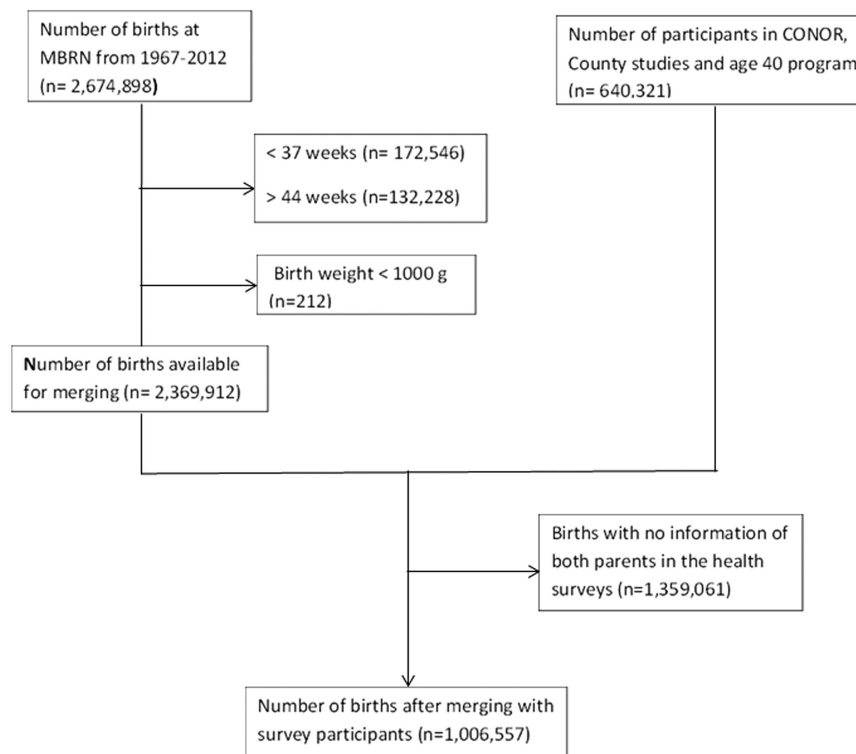 Number of births at
MBRN from 1967-2012
(n= 2,674,898)
Number of participants in CONOR,
County studies and age 40 program
(n= 640,321)
< 37 weeks (n= 172,546)
> 44 weeks (n=132,228)
Birth weight < 1000 g
(n=212)
Number of births available
for merging (n= 2,369,912)
Births with no information of
both parents in the health
surveys (n=1,359,061)
Number of births after merging with
survey participants (n=1,006,557)